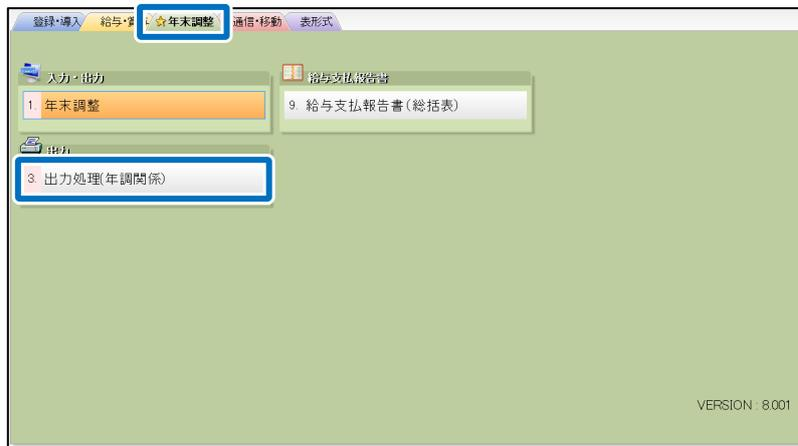 登録・導入 給与・賞 ☆年末調整 通信・移動 表形式
入力・出力
1. 年末調整
出力
3. 出力処理(年調関係)
給与支払報告書
9. 給与支払報告書(総括表)
VERSION : 8.001